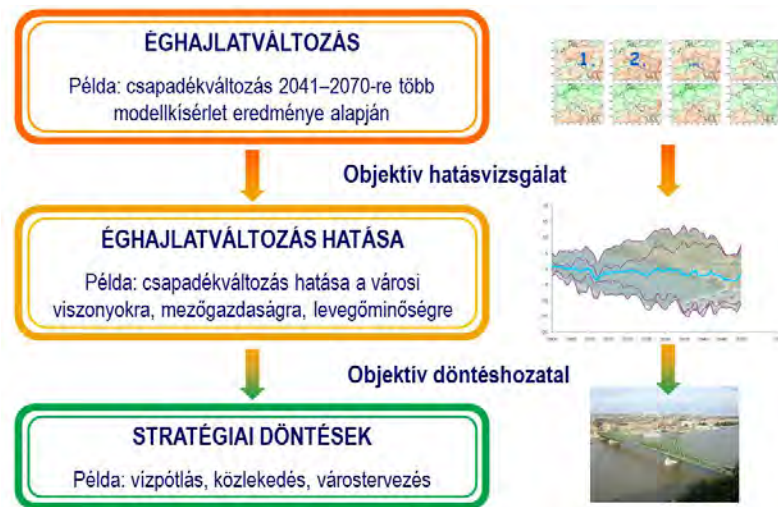 ÉGHAJLATVÁLTOZÁS
Példa: csapadékváltozás 2041–2070-re több
modellkísérlet eredménye alapján
1. 2. ...
Objektív hatásvizsgálat
ÉGHAJLATVÁLTOZÁS HATÁSA
Példa: csapadékváltozás hatása a városi
viszonyokra, mezőgazdaságra, levegőminőségre
Objektív döntéshozatal
STRATÉGIAI DÖNTÉSEK
Példa: vízpótlás, közlekedés, várostervezés